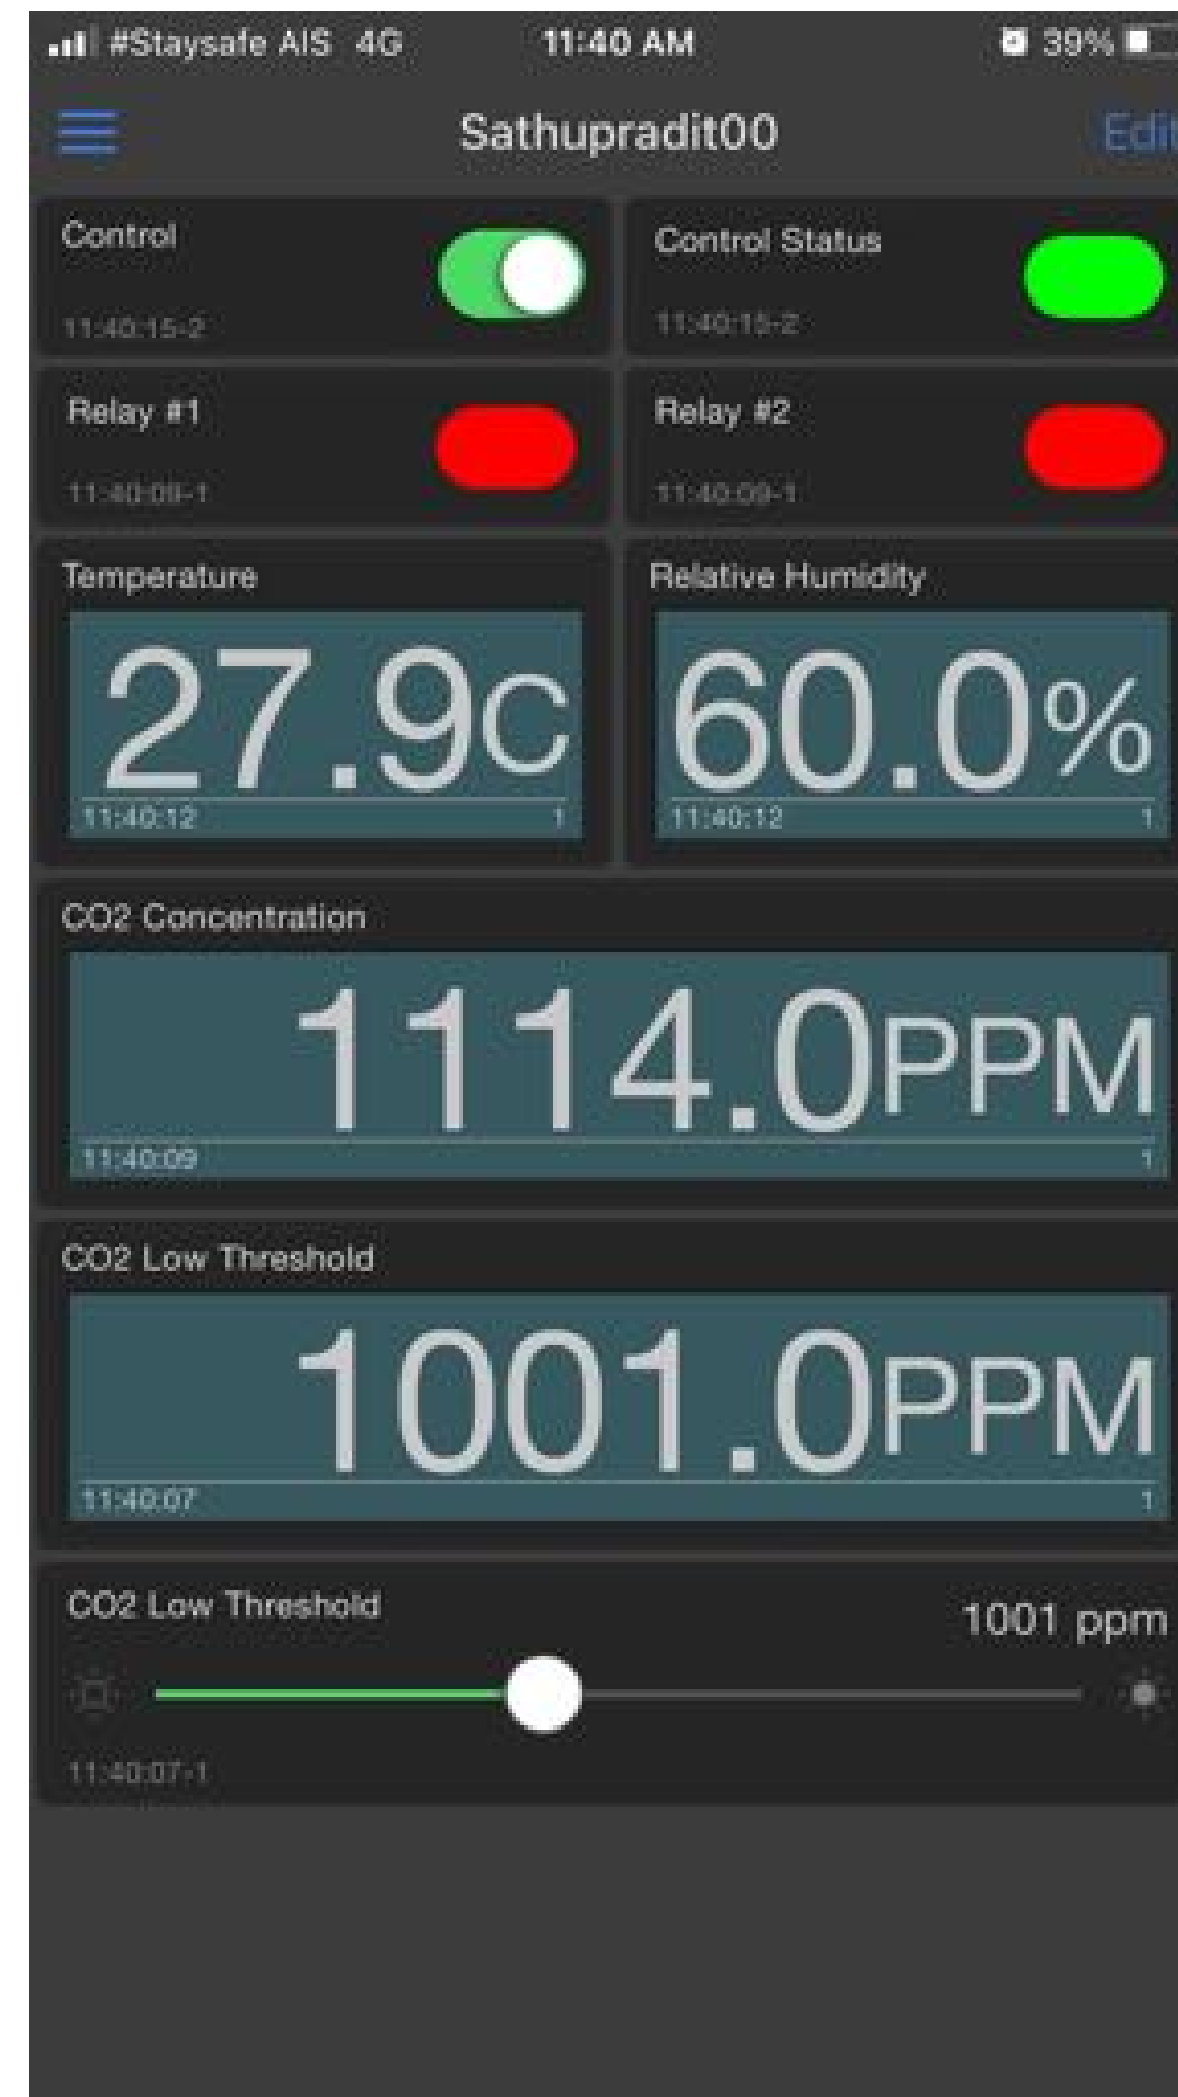 #Staysafe AIS 4G 11:40 AM 39%
Sathupradit00 Edit
Control Control Status
11:40:15-2 11:40:15-2
Relay #1 Relay #2
11:40:09-1 11:40:09-1
Temperature Relative Humidity
27.9C 60.0%
11:40:12 1 11:40:12 1
CO2 Concentration
1114.0PPM
11:40:09 1
CO2 Low Threshold
1001.0PPM
11:40:07 1
CO2 Low Threshold 1001 ppm
11:40:07-1